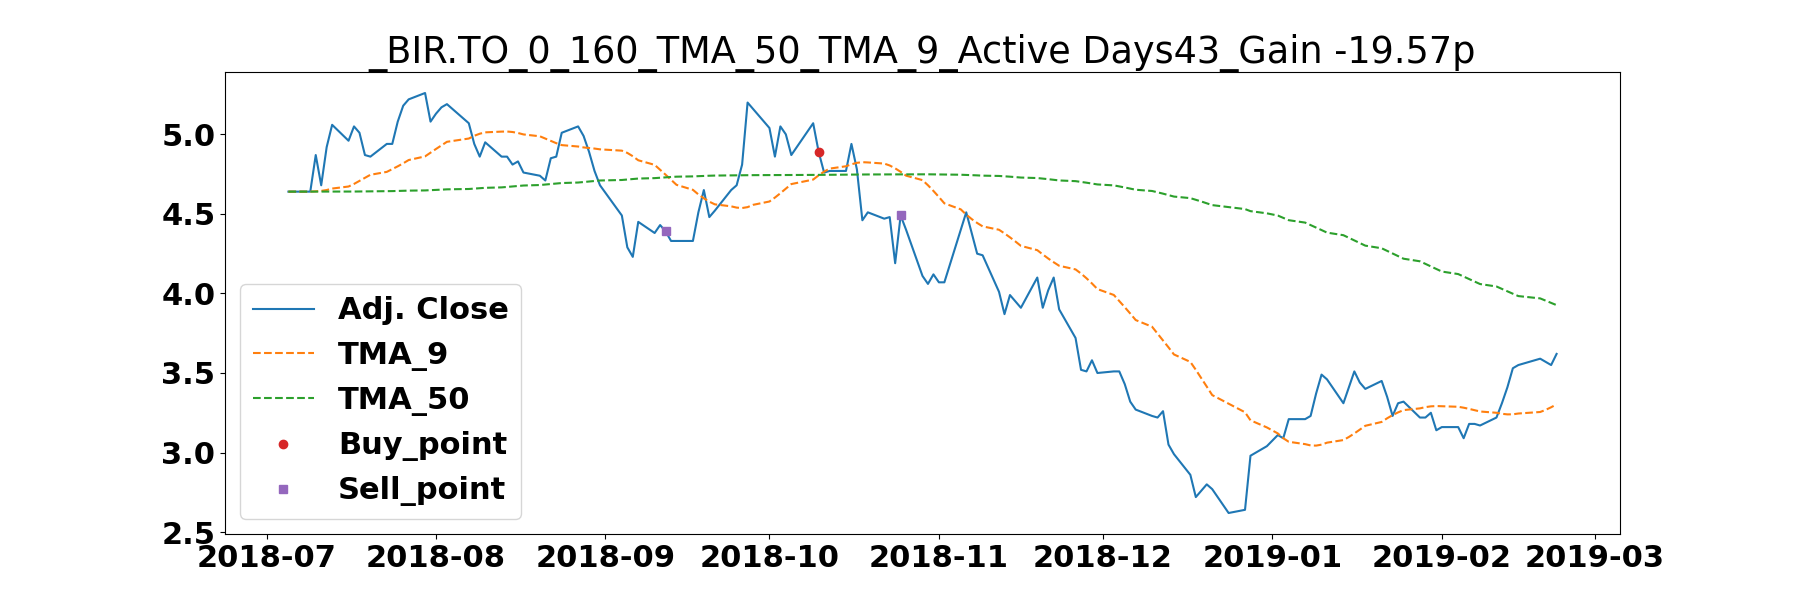 _BIR.TO_0_160_TMA_50_TMA_9_Active Days43_Gain -19.57p
5.0
4.5
4.0
3.5
3.0
2.5
Adj. Close
TMA_9
TMA_50
Buy_point
Sell_point
2018-07 2018-08 2018-09 2018-10 2018-11 2018-12 2019-01 2019-02 2019-03